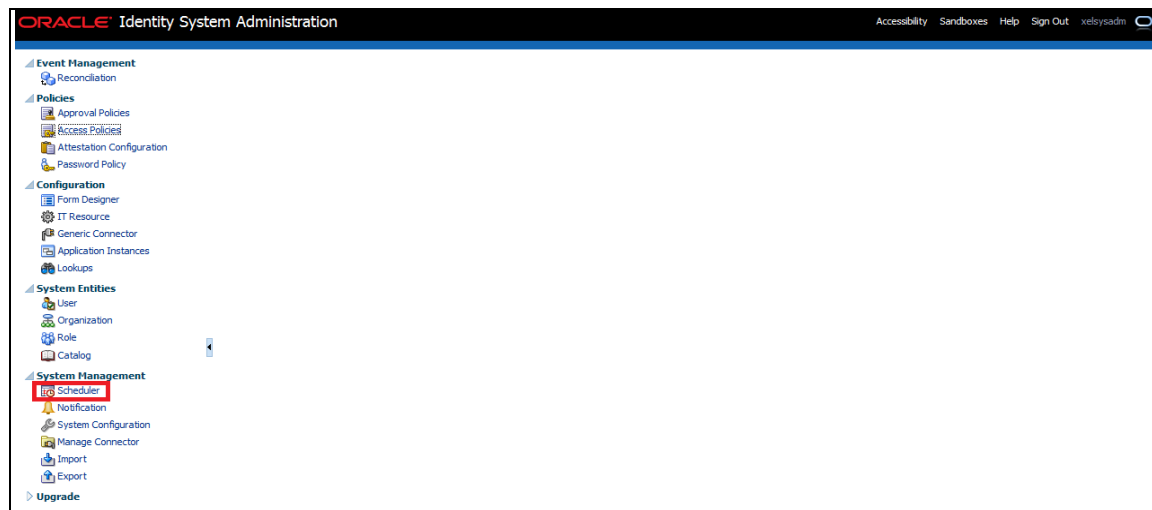 ORACLE® Identity System Administration
Accessibility Sandboxes Help Sign Out xelsysadm
Event Management
Reconciliation
Policies
Approval Policies
Access Policies
Attestation Configuration
Password Policy
Configuration
Form Designer
IT Resource
Generic Connector
Application Instances
Lookups
System Entities
User
Organization
Role
Catalog
System Management
Scheduler
Notification
System Configuration
Manage Connector
Import
Export
Upgrade